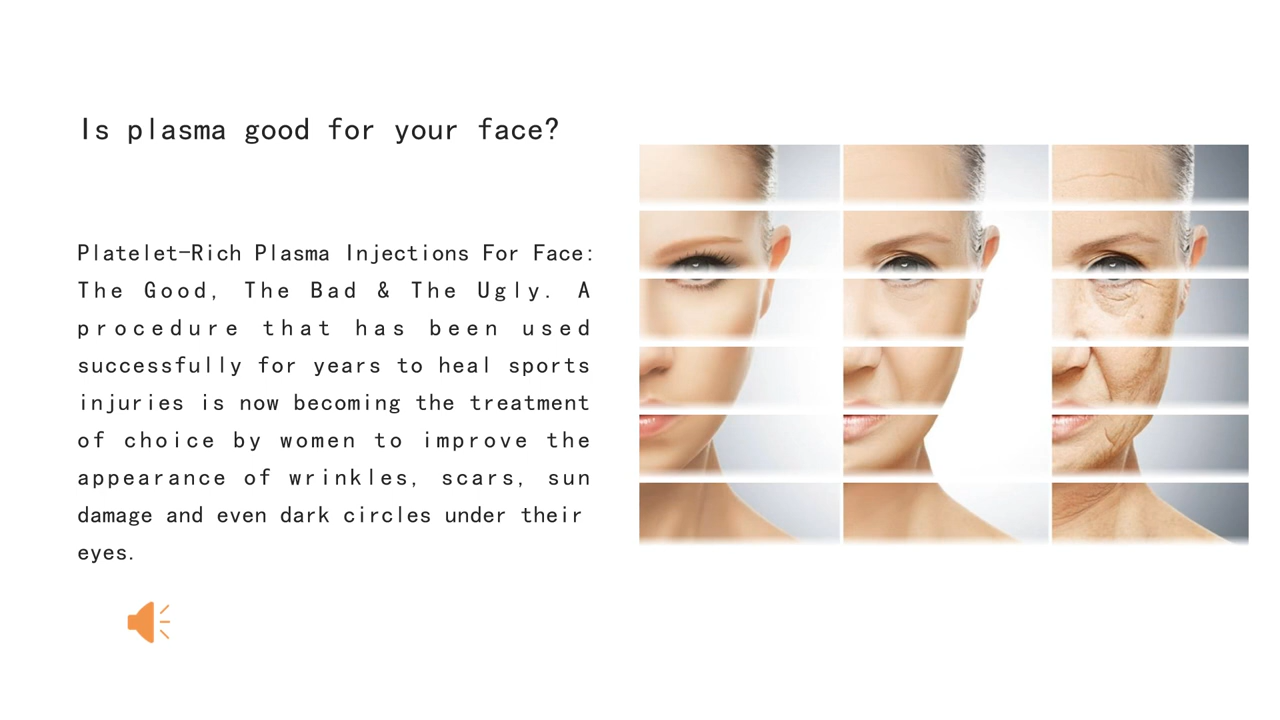 Is plasma good for your face?
Platelet-Rich Plasma Injections For Face:
The Good, The Bad & The Ugly. A
procedure that has been used
successfully for years to heal sports
injuries is now becoming the treatment
of choice by women to improve the
appearance of wrinkles, scars, sun
damage and even dark circles under their
eyes.